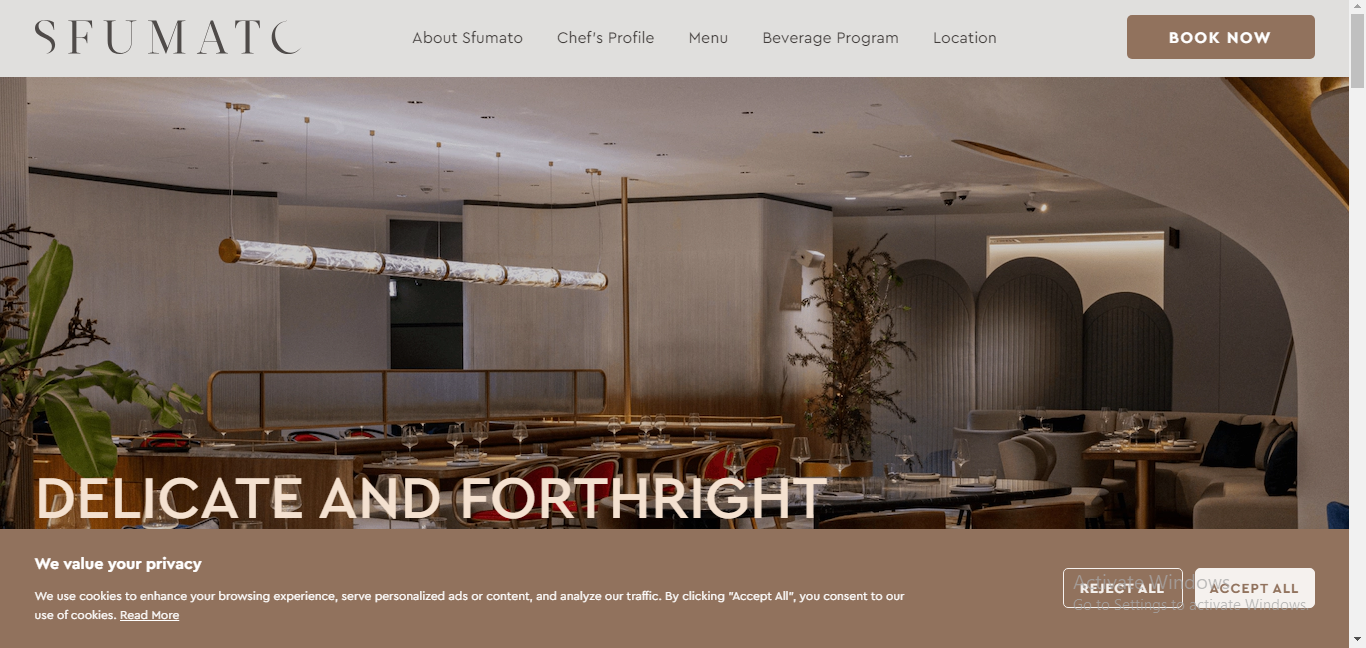 SFUMATO
About Sfumato
Chef's Profile
Menu
Beverage Program
Location
BOOK NOW
DELICATE AND FORTHRIGHT
We value your privacy
We use cookies to enhance your browsing experience, serve personalized ads or content, and analyze our traffic. By clicking "Accept All", you consent to our
use of cookies. Read More
REJECT ALL
ACCEPT ALL
Activate Windows
Go to Settings to activate Windows.